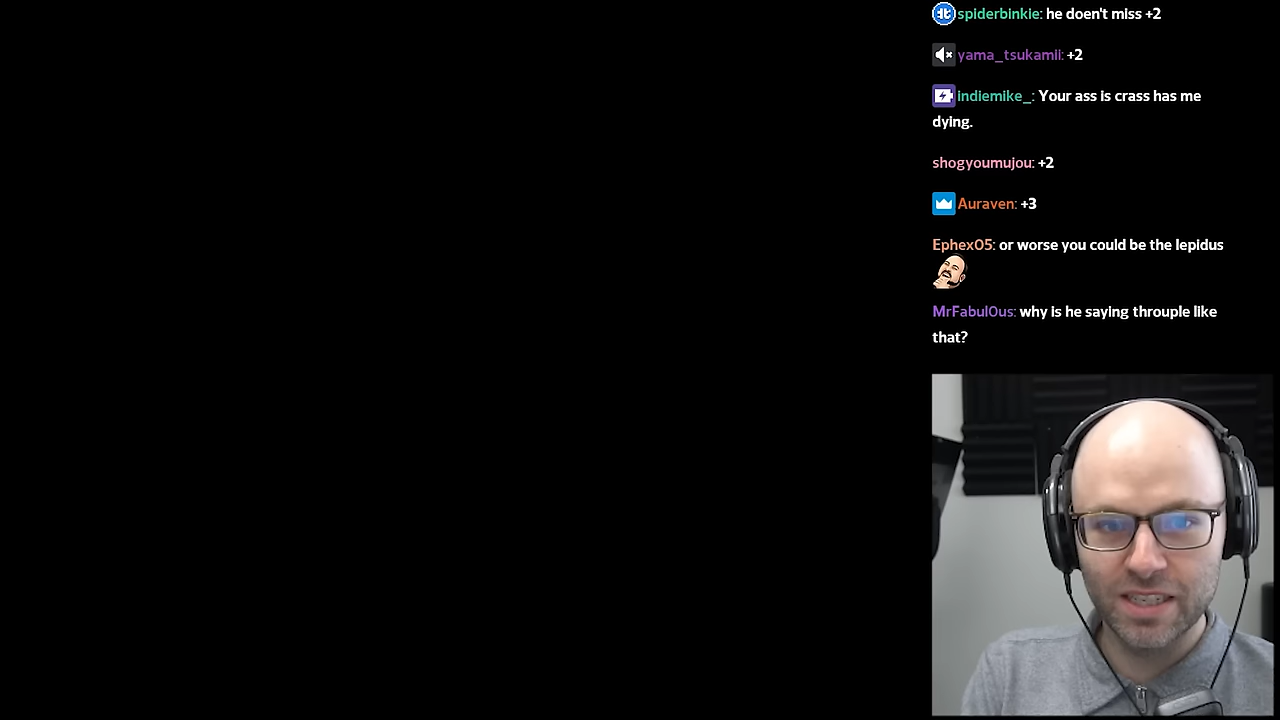 spiderbinkie: he doen't miss +2
yama_tsukamii: +2
indiemike_: Your ass is crass has me
dying.
shogyoumujou: +2
Auraven: +3
Ephex05: or worse you could be the lepidus
MrFabul0us: why is he saying throuple like
that?